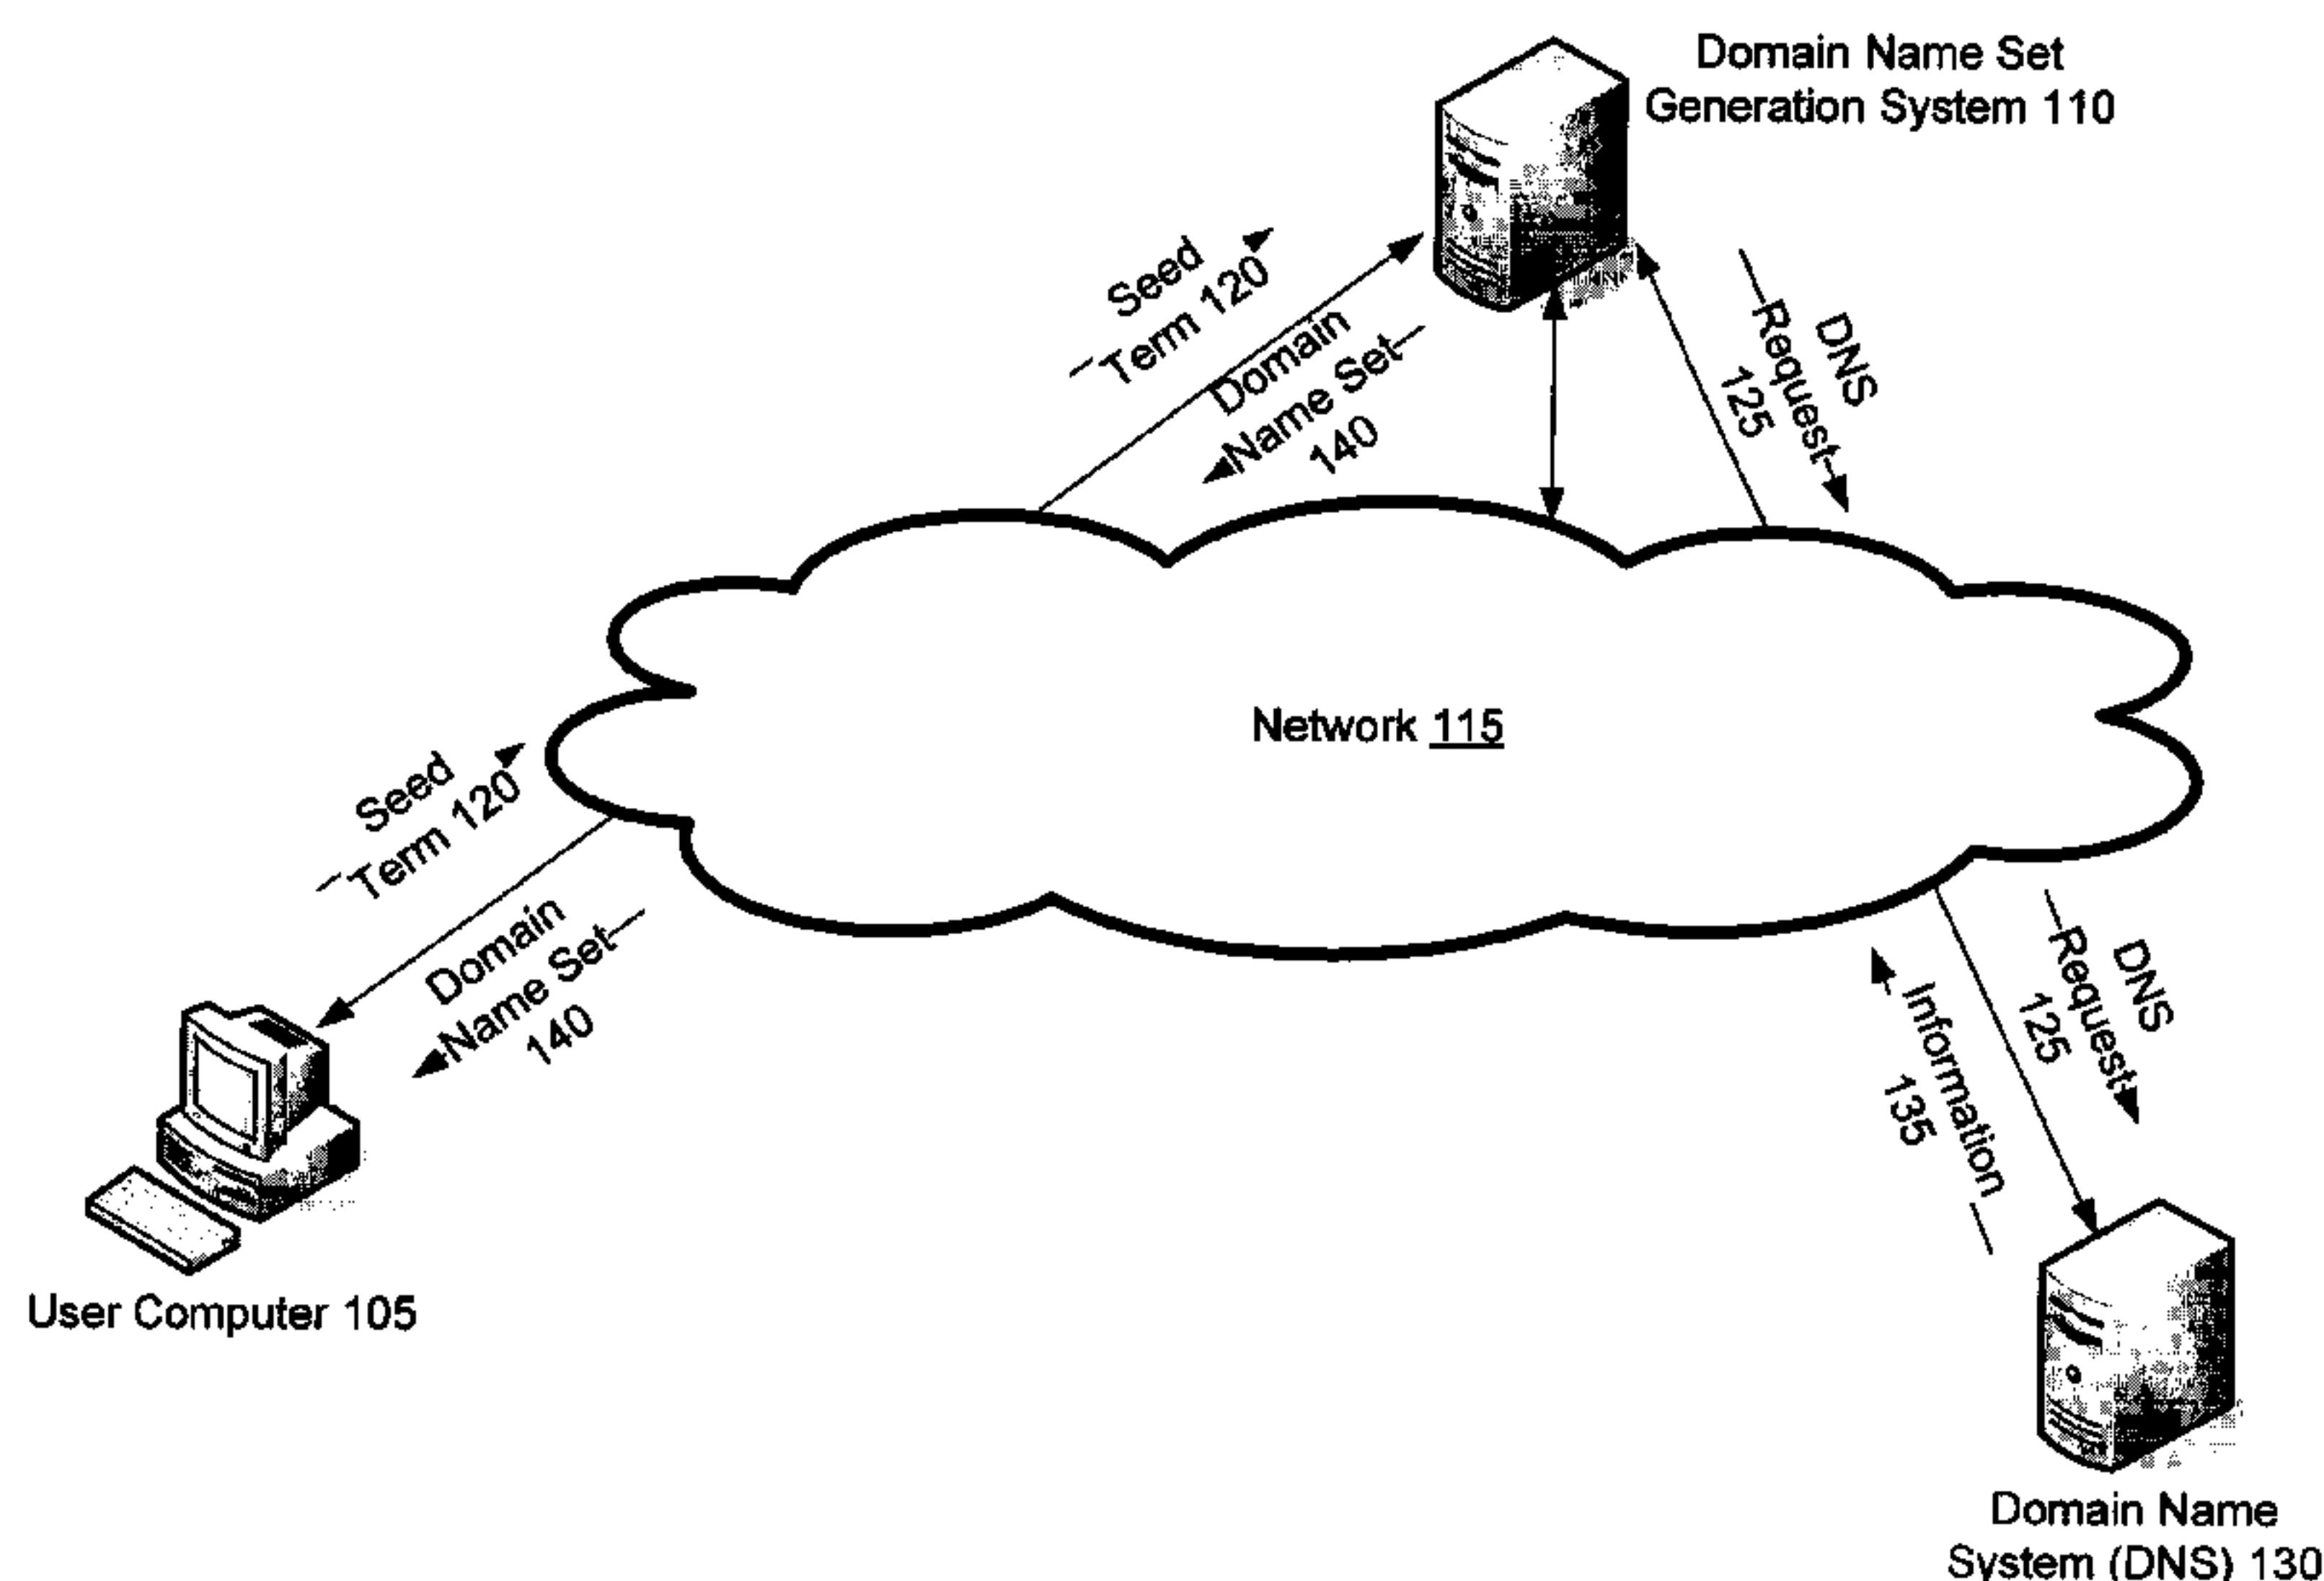 Domain Name Set
Generation System 110
Seed
Term 120
Domain
Name Set
140
DNS
Request
125
Network 115
Seed
Term 120
Domain
Name Set
140
DNS
Request
125
Information
135
User Computer 105
Domain Name
System (DNS) 130